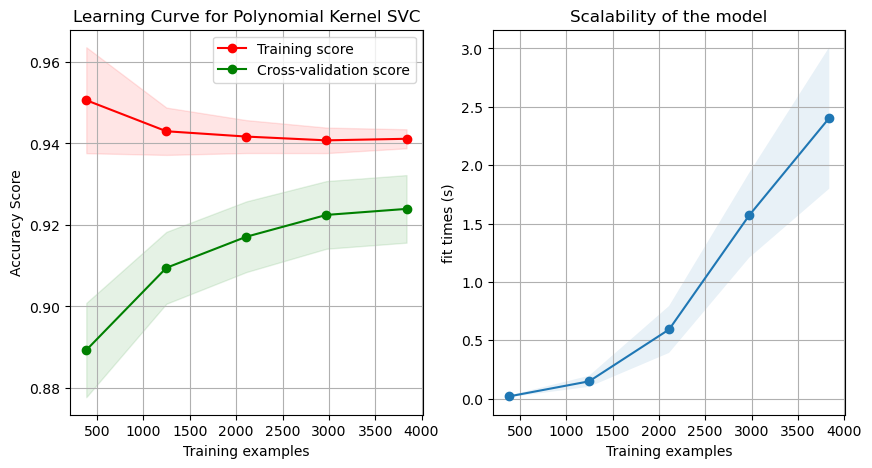 Learning Curve for Polynomial Kernel SVC
Training score
Cross-validation score
Accuracy Score
0.96
0.94
0.92
0.90
0.88
500 1000 1500 2000 2500 3000 3500 4000
Training examples
Scalability of the model
fit times (s)
3.0
2.5
2.0
1.5
1.0
0.5
0.0
500 1000 1500 2000 2500 3000 3500 4000
Training examples